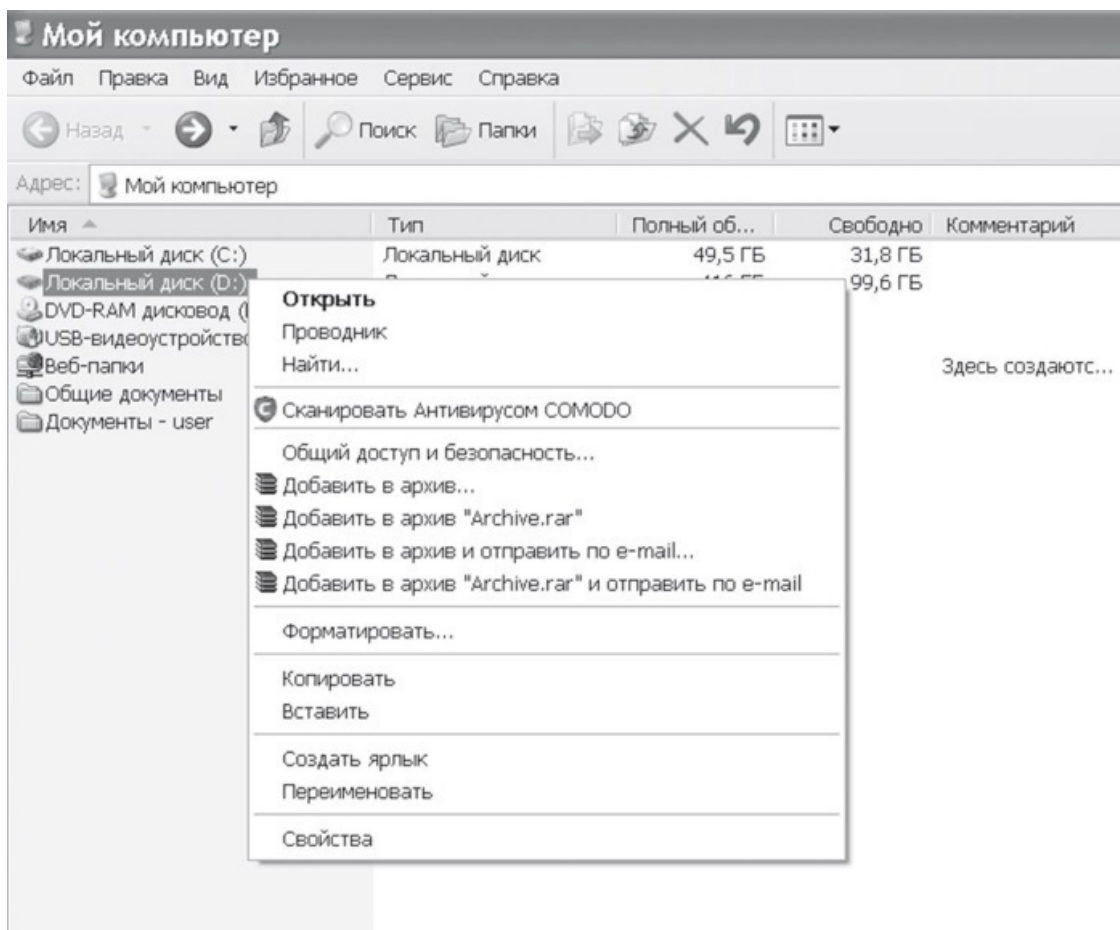 Мой компьютер
Файл Правка Вид Избранное Сервис Справка
Назад Поиск Папки
Адрес: Мой компьютер
Имя Тип Полный об... Свободно Комментарий
Локальный диск (C:) Локальный диск 49,5 ГБ 31,8 ГБ
Локальный диск (D:) 99,6 ГБ
DVD-RAM дисковод
USB-видеоустройство
Веб-папки Здесь создаютс...
Общие документы
Документы - user
Открыть
Проводник
Найти...
Сканировать Антивирусом COMODO
Общий доступ и безопасность...
Добавить в архив...
Добавить в архив "Archive.rar"
Добавить в архив и отправить по e-mail...
Добавить в архив "Archive.rar" и отправить по e-mail
Форматировать...
Копировать
Вставить
Создать ярлык
Переименовать
Свойства